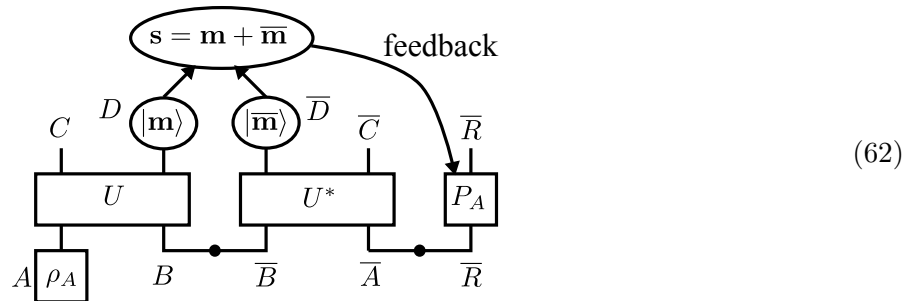 s = m + m̅
feedback
D |m⟩ |m̅⟩ D̅
C C̅ R̅
(62)
U U* P_A
A ρ_A B B̅ A̅ R̅